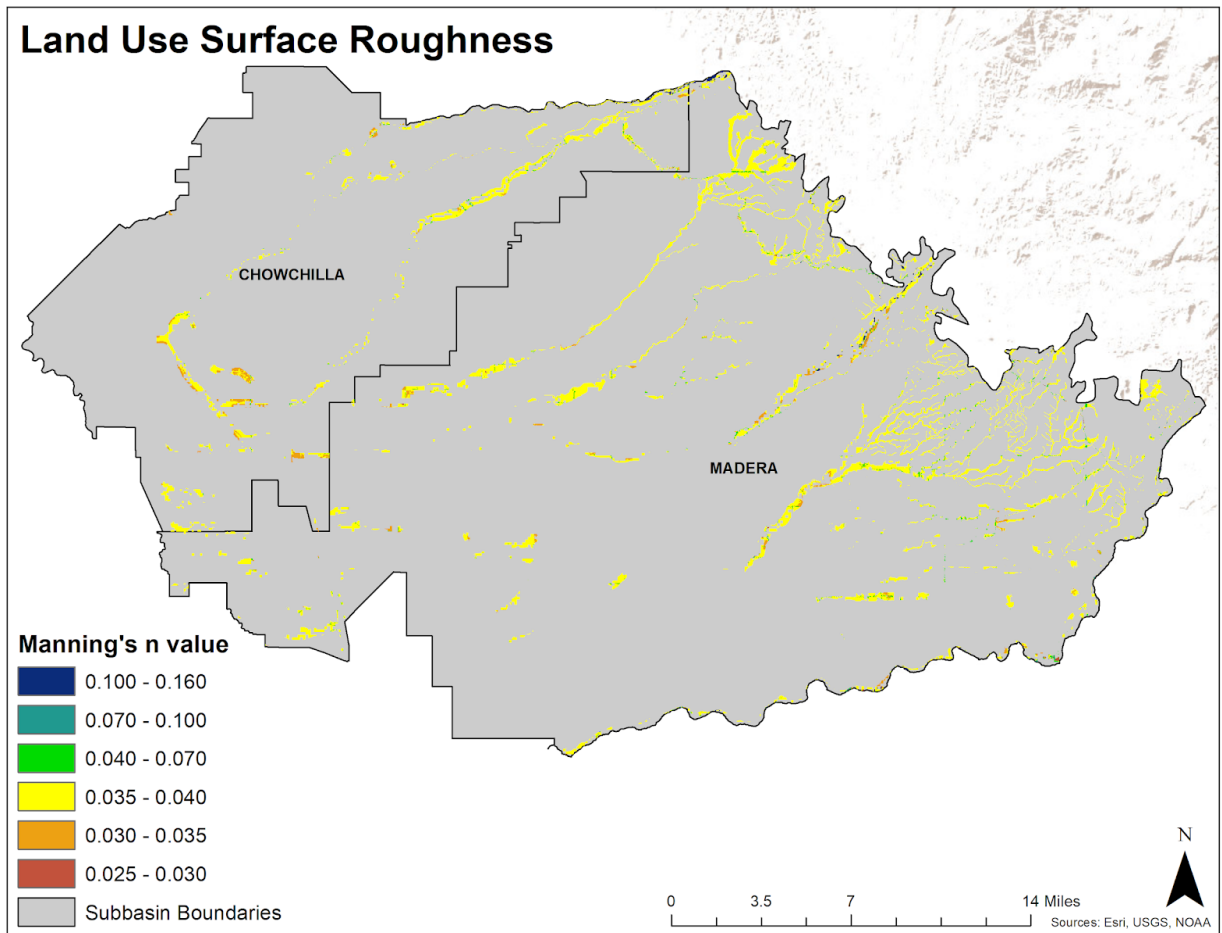 Land Use Surface Roughness
CHOWCHILLA
MADERA
Manning's n value
0.100 - 0.160
0.070 - 0.100
0.040 - 0.070
0.035 - 0.040
0.030 - 0.035
0.025 - 0.030
Subbasin Boundaries
N
0 3.5 7 14 Miles
Sources: Esri, USGS, NOAA